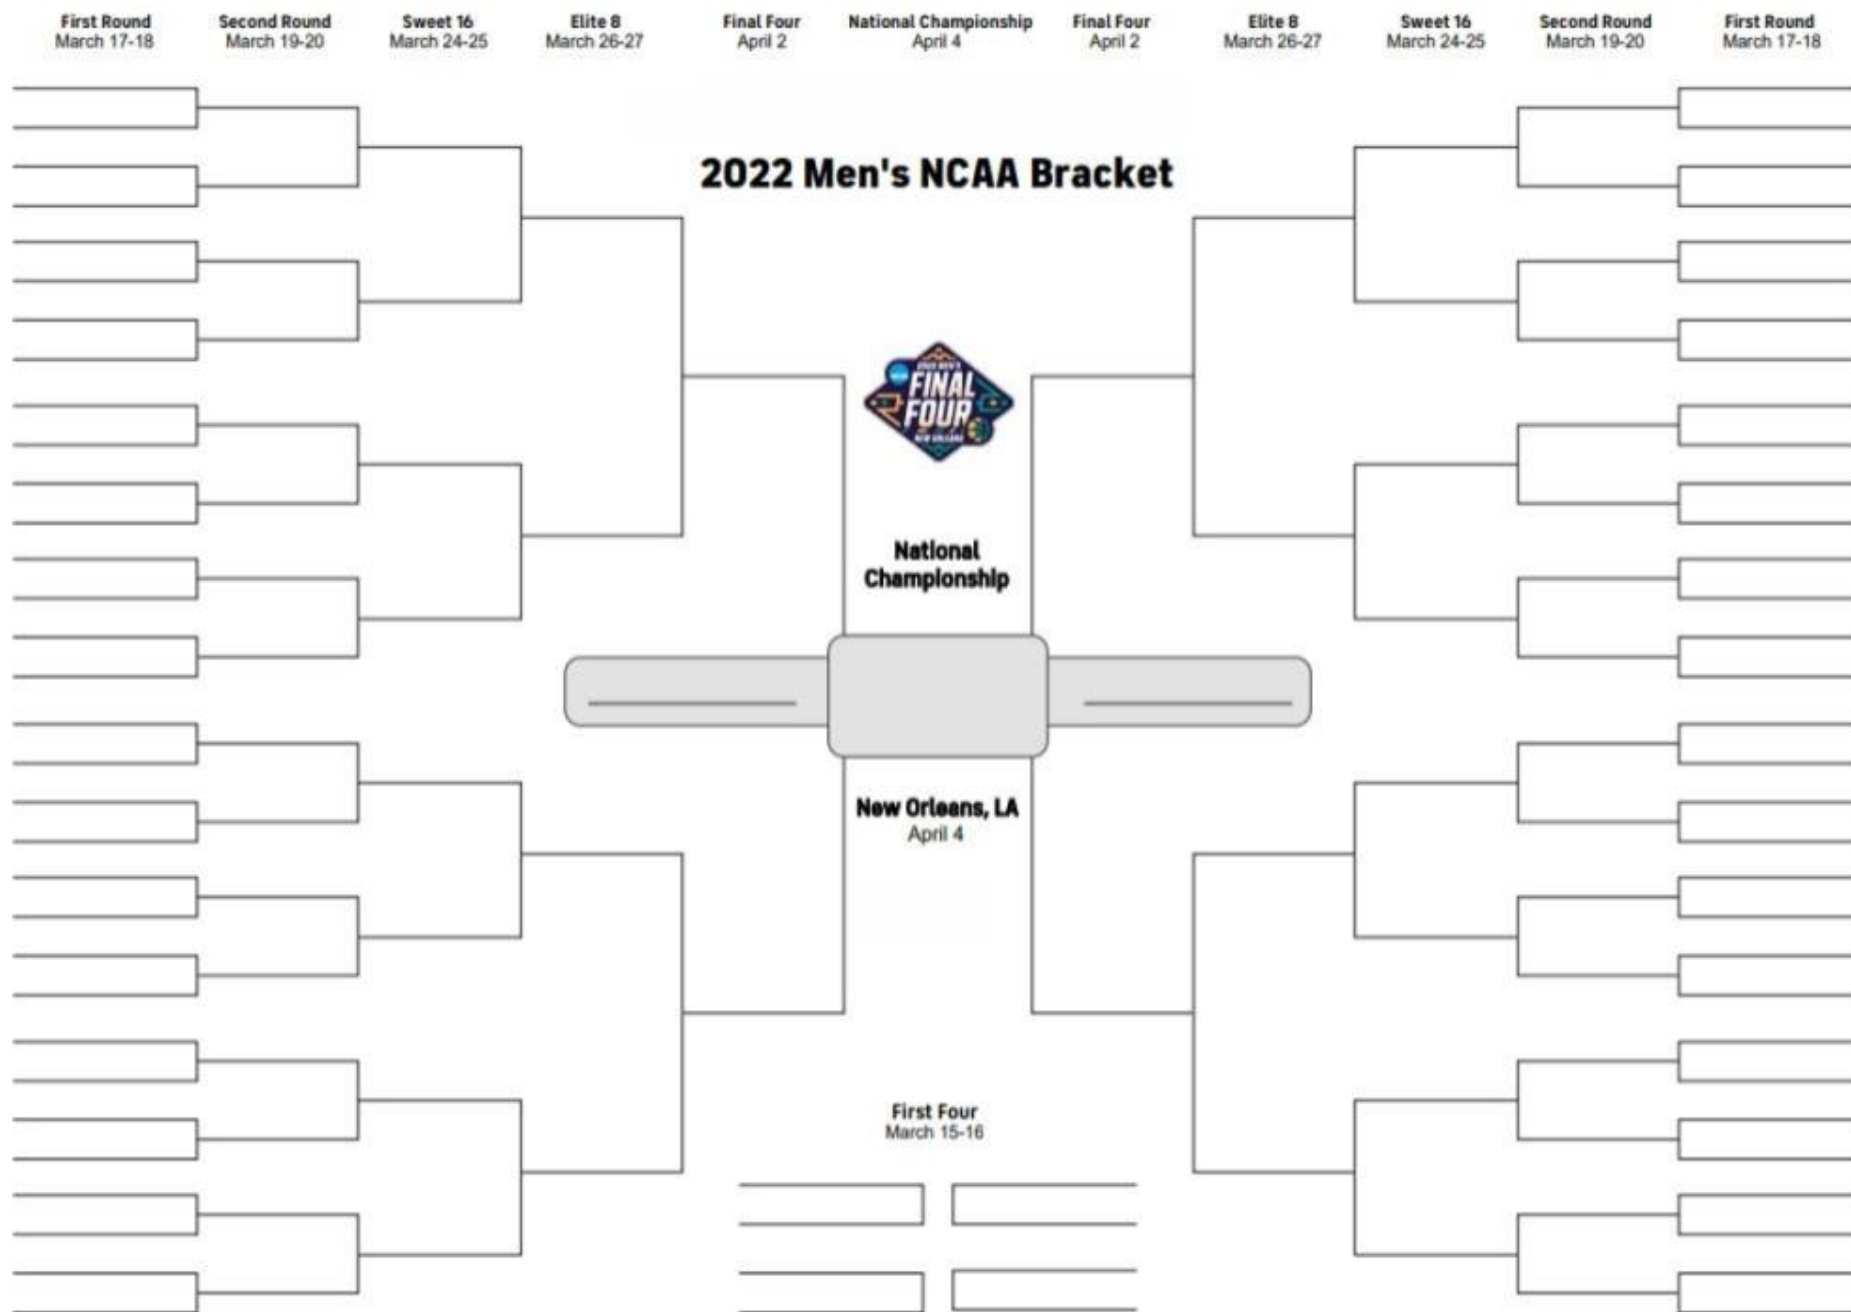 First Round
March 17-18
Second Round
March 19-20
Sweet 16
March 24-25
Elite 8
March 26-27
Final Four
April 2
National Championship
April 4
Final Four
April 2
Elite 8
March 26-27
Sweet 16
March 24-25
Second Round
March 19-20
First Round
March 17-18
2022 Men's NCAA Bracket
FINAL
FOUR
NEW ORLEANS
National
Championship
New Orleans, LA
April 4
First Four
March 15-16